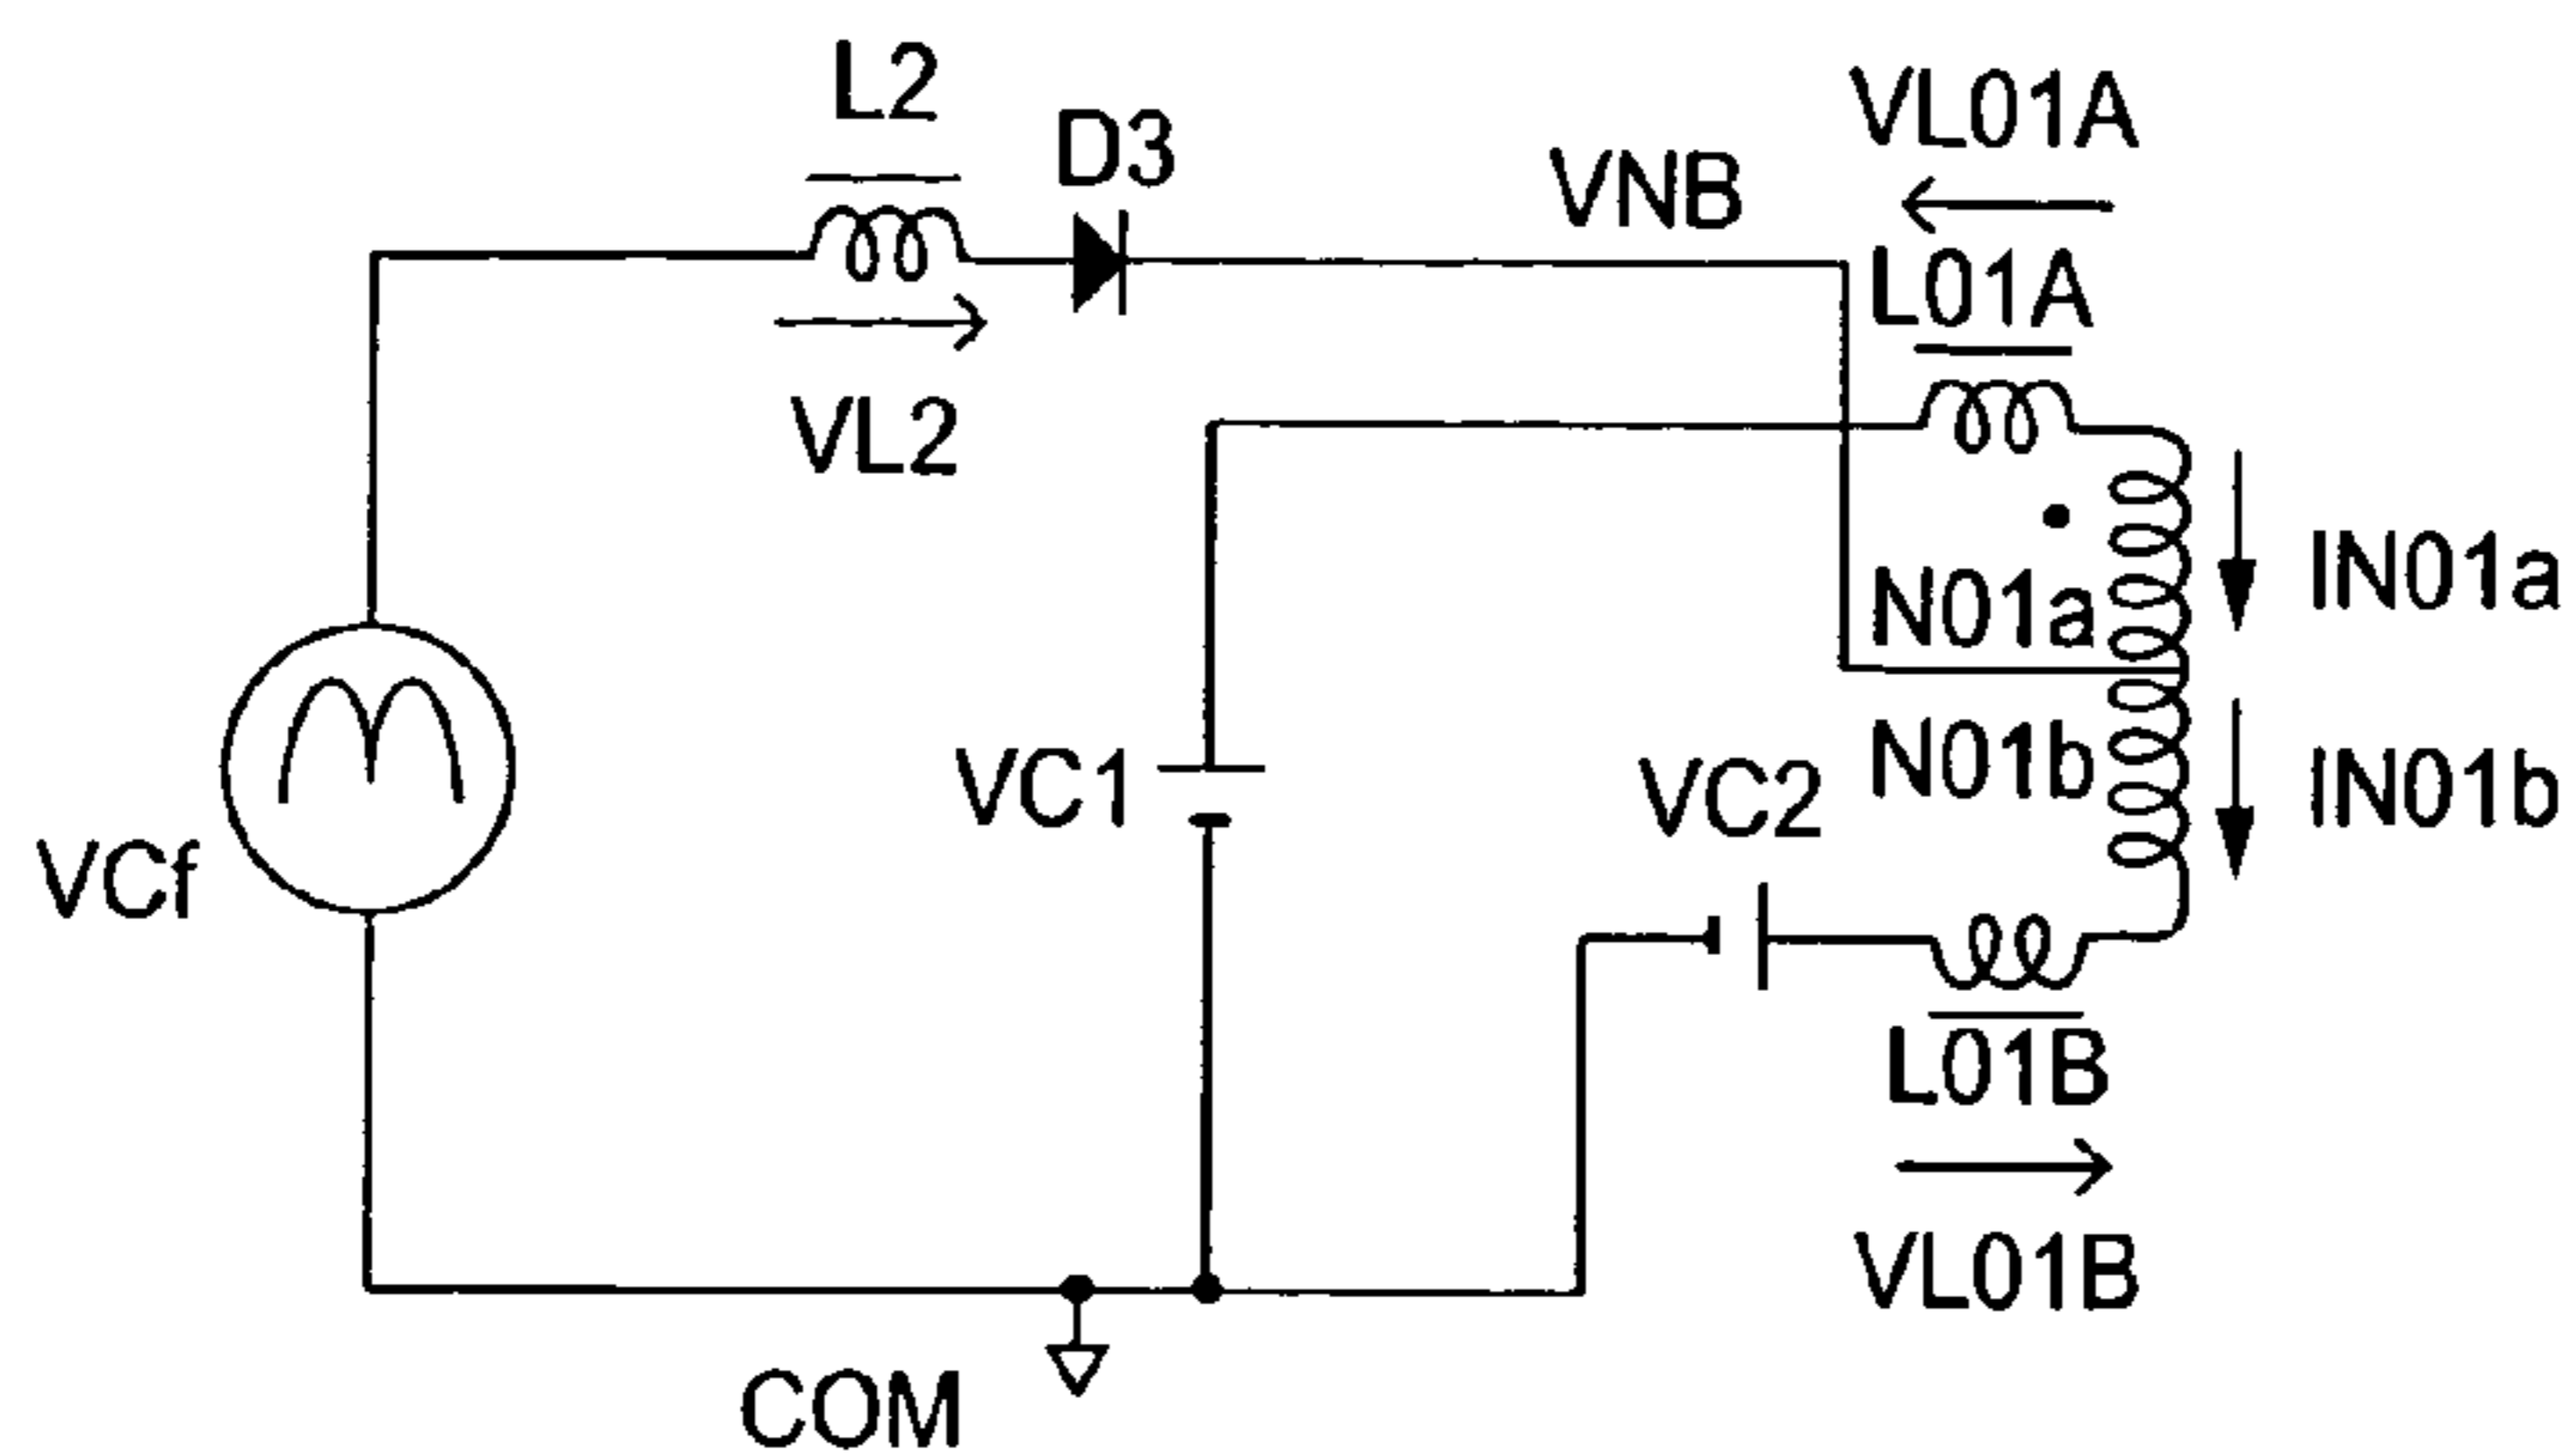 L2
D3
VL01A
VNB
L01A
VL2
IN01a
N01a
N01b
VC1
VC2
IN01b
VCf
L01B
VL01B
COM